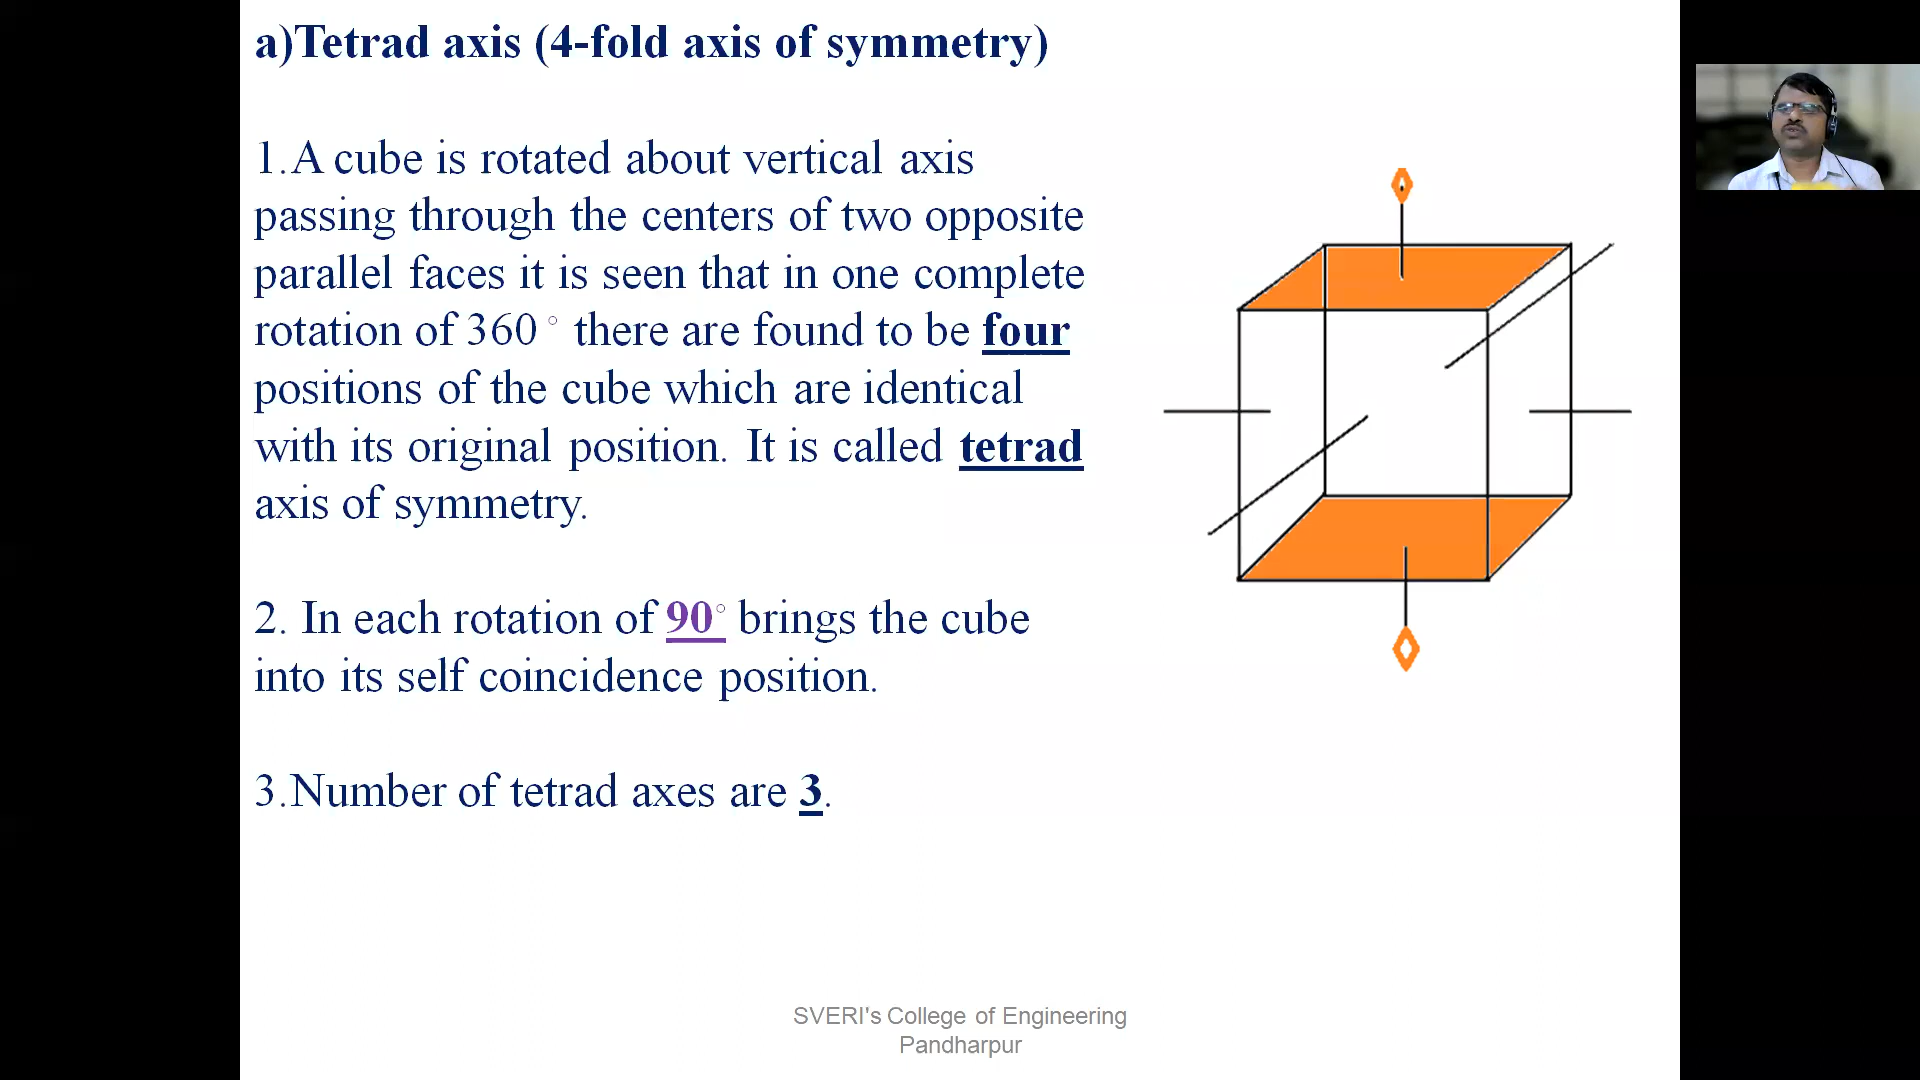 a)Tetrad axis (4-fold axis of symmetry)
1.A cube is rotated about vertical axis
passing through the centers of two opposite
parallel faces it is seen that in one complete
rotation of 360° there are found to be four
positions of the cube which are identical
with its original position. It is called tetrad
axis of symmetry.
2. In each rotation of 90° brings the cube
into its self coincidence position.
3.Number of tetrad axes are 3.
SVERI's College of Engineering
Pandharpur